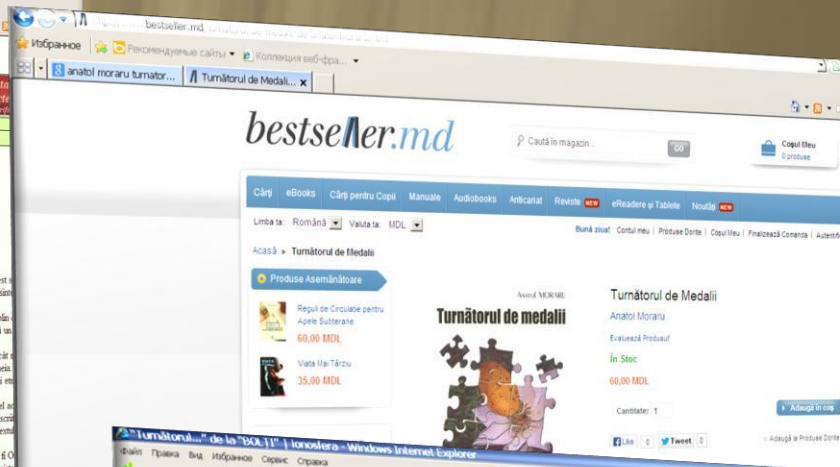 bestseller.md
Избранное
Рекомендуемые сайты
Коллекция веб-фра...
anatol moraru turnator...
Turnătorul de Medali...
bestseller.md
Caută în magazin...
GO
Coşul Meu
0 produse
Cărţi eBooks Cărţi pentru Copii Manuale Audiobooks Anticariat Reviste NEW eReadere şi Tablete Noutăţi NEW
Limba ta: Română Valuta ta: MDL
Bună ziua! Contul meu | Produse Dorite | Coşul Meu | Finalizează Comanda |
Acasă Turnătorul de Medalii
Produse Asemănătoare
Reguli de Circulaţie pentru
Apele Subterane
60,00 MDL
Viata Mai Târziu
35,00 MDL
Anatol MORARU
Turnătorul de medalii
Turnătorul de Medalii
Anatol Moraru
Evaluează Produsul!
În Stoc
60,00 MDL
Cantitate: 1
Adaugă în coş
Like 0 Tweet 0
Adaugă la Produse Dorite
"Turnătorul..." de la "BOLŢI" | Ionosfera - Windows Internet Explorer
Файл Правка Вид Избранное Сервис Справка